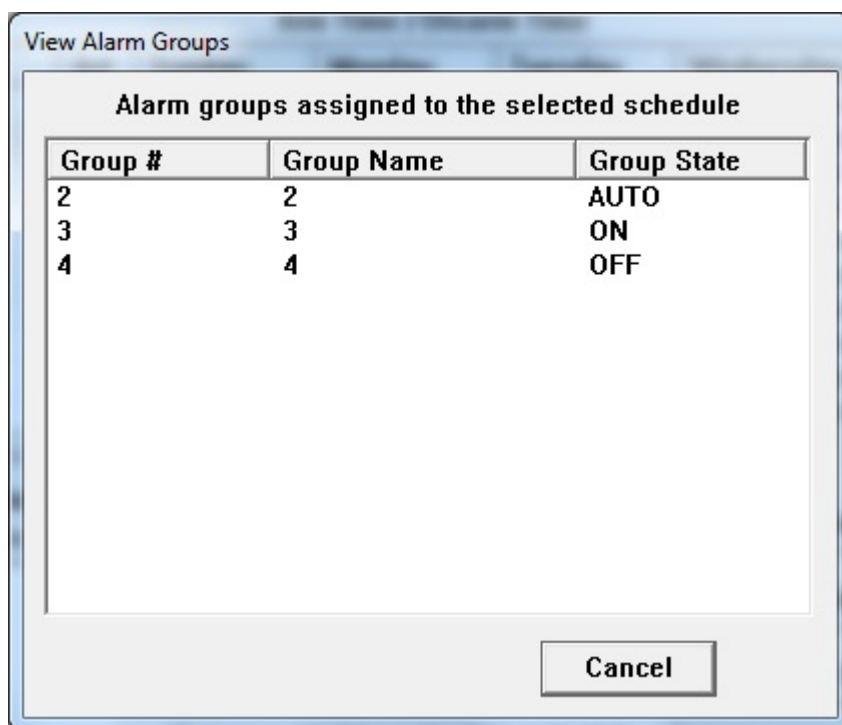 View Alarm Groups
Alarm groups assigned to the selected schedule
Group # Group Name Group State
2 2 AUTO
3 3 ON
4 4 OFF
Cancel